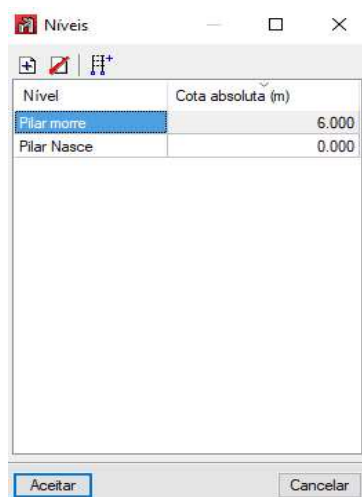 Níveis
Nível Cota absoluta (m)
Pilar morre 6.000
Pilar Nasce 0.000
Aceitar Cancelar